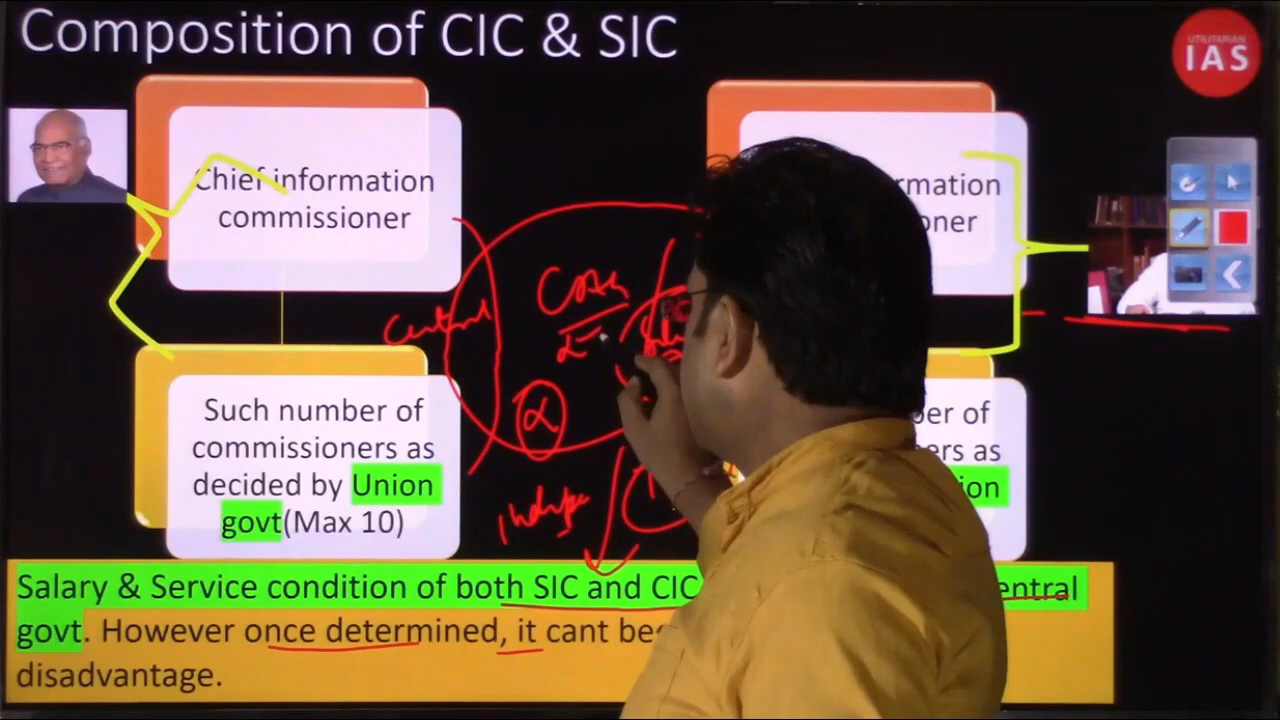 Composition of CIC & SIC
UTILITARIAN
IAS
Chief information
commissioner
rmation
oner
Such number of
commissioners as
decided by Union
govt(Max 10)
ber of
ers as
ion
Central
Salary & Service condition of both SIC and CIC entral
govt. However once determined, it cant be
disadvantage.